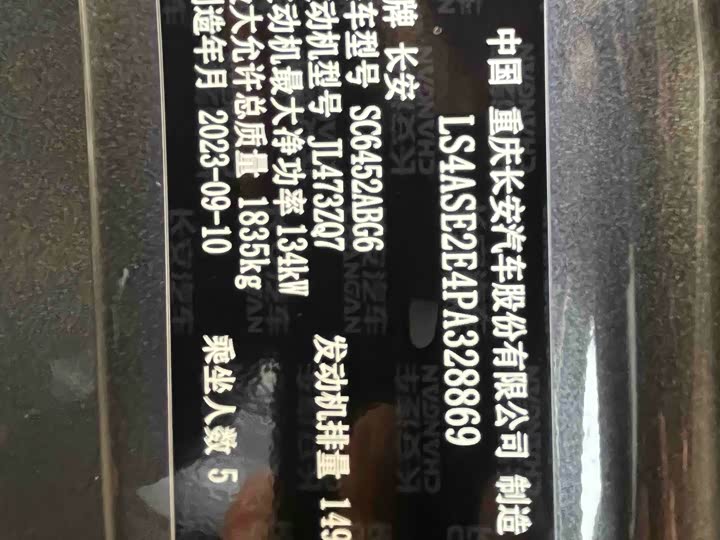 中国 重庆长安汽车股份有限公司 制造
LS4ASE2E4PA328869
牌 长安
车型号 SC6452ABG6
发动机型号 JL473ZQ7 发动机排量 149
动机最大净功率 134kW
大允许总质量 1835kg
造年月 2023-09-10 乘坐人数 5